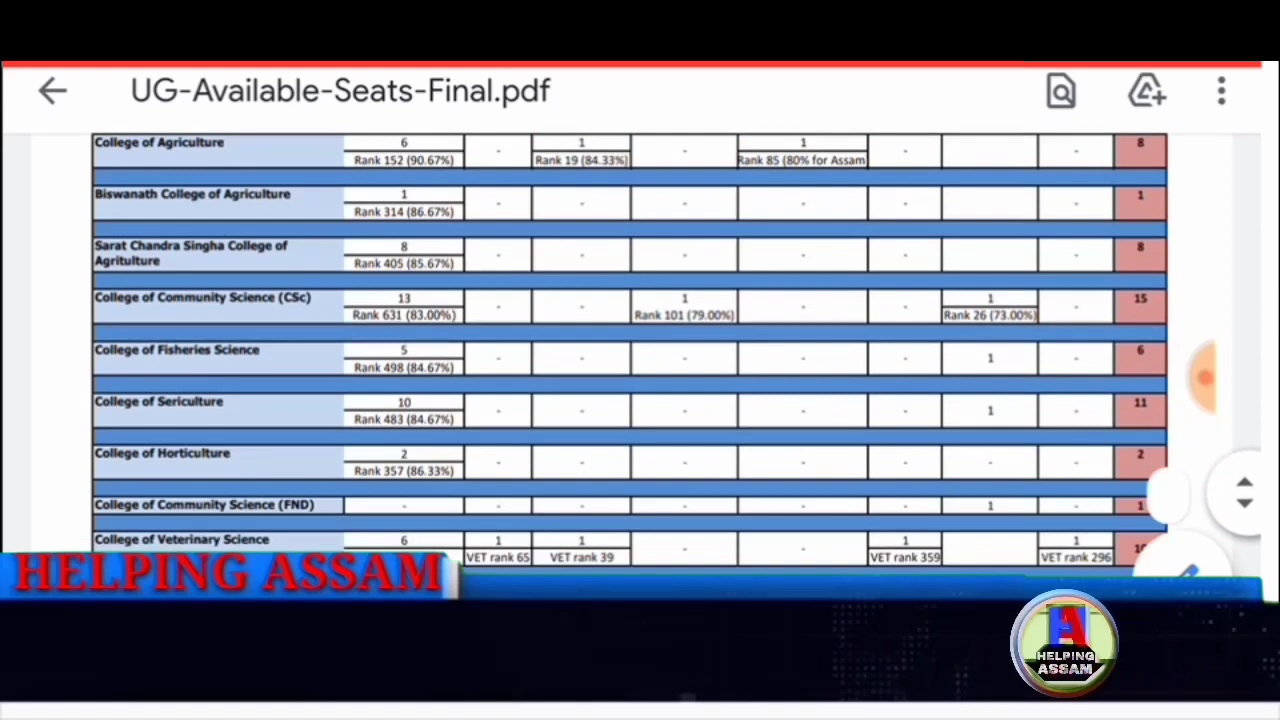 UG-Available-Seats-Final.pdf
College of Agriculture 6 - 1 - 1 - - 8
Rank 152 (90.67%) Rank 19 (84.33%) Rank 85 (80% for Assam
Biswanath College of Agriculture 1 - - - - - - 1
Rank 314 (86.67%)
Sarat Chandra Singha College of 8 - - - - - - 8
Agritulture Rank 405 (85.67%)
College of Community Science (CSc) 13 - - 1 - - 1 - 15
Rank 631 (83.00%) Rank 101 (79.00%) Rank 26 (73.00%)
College of Fisheries Science 5 - - - - - 1 - 6
Rank 498 (84.67%)
College of Sericulture 10 - - - - - 1 - 11
Rank 483 (84.67%)
College of Horticulture 2 - - - - - - - 2
Rank 357 (86.33%)
College of Community Science (FND) - - - - - - 1 - 1
College of Veterinary Science 6 1 1 - - 1 1
VET rank 65 VET rank 39 VET rank 359 VET rank 296
HELPING ASSAM
HA
HELPING
ASSAM